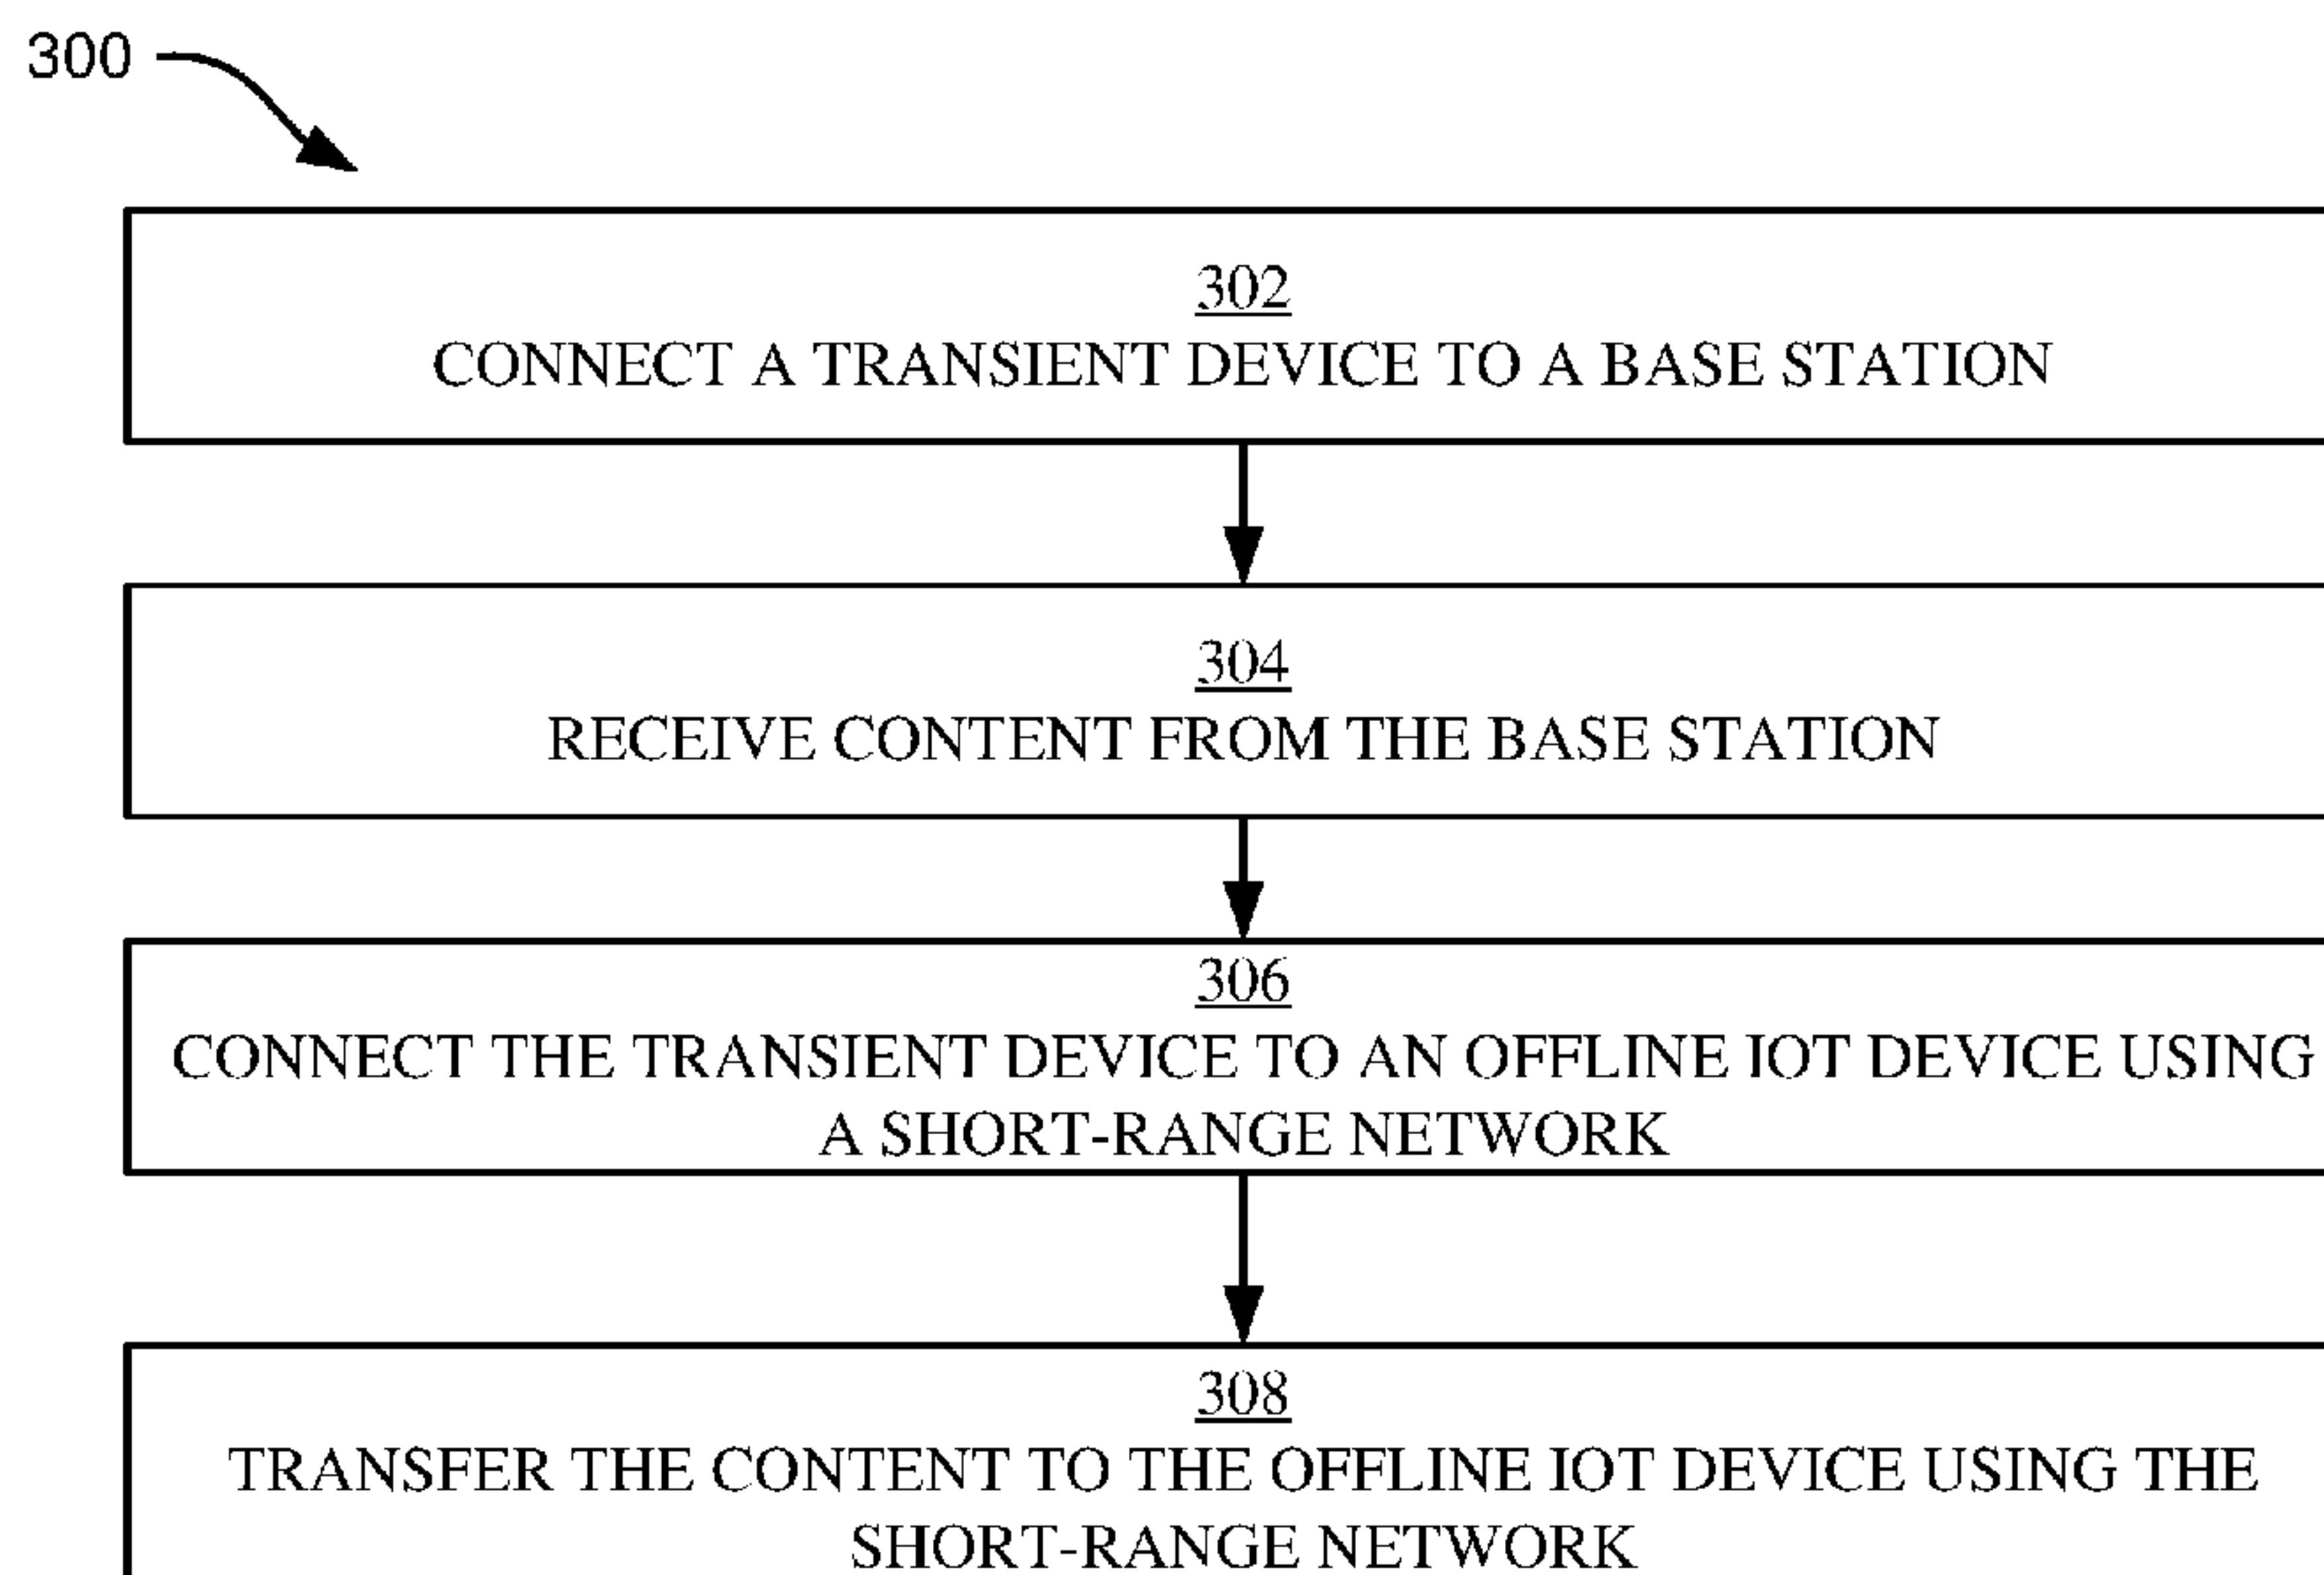 300
302
CONNECT A TRANSIENT DEVICE TO A BASE STATION
304
RECEIVE CONTENT FROM THE BASE STATION
306
CONNECT THE TRANSIENT DEVICE TO AN OFFLINE IOT DEVICE USING
A SHORT-RANGE NETWORK
308
TRANSFER THE CONTENT TO THE OFFLINE IOT DEVICE USING THE
SHORT-RANGE NETWORK